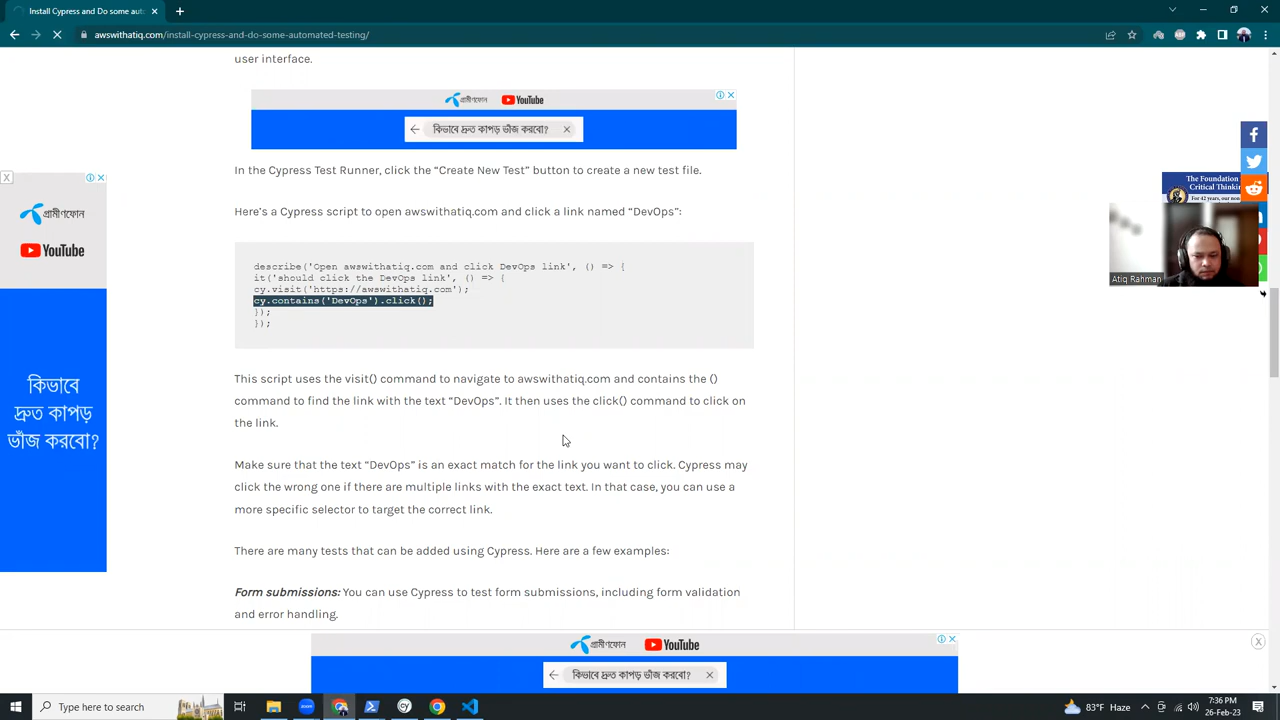 Install Cypress and Do some auto
awswithatiq.com/install-cypress-and-do-some-automated-testing/
user interface.
গ্রামীণফোন YouTube
কিভাবে দ্রুত কাপড় ভাঁজ করবো?
In the Cypress Test Runner, click the “Create New Test” button to create a new test file.
Here’s a Cypress script to open awswithatiq.com and click a link named “DevOps”:
describe('Open awswithatiq.com and click DevOps link', () => {
it('should click the DevOps link', () => {
cy.visit('https://awswithatiq.com');
cy.contains('DevOps').click();
});
});
This script uses the visit() command to navigate to awswithatiq.com and contains the ()
command to find the link with the text “DevOps”. It then uses the click() command to click on
the link.
Make sure that the text “DevOps” is an exact match for the link you want to click. Cypress may
click the wrong one if there are multiple links with the exact text. In that case, you can use a
more specific selector to target the correct link.
There are many tests that can be added using Cypress. Here are a few examples:
Form submissions: You can use Cypress to test form submissions, including form validation
and error handling.
X
গ্রামীণফোন
YouTube
কিভাবে
দ্রুত কাপড়
ভাঁজ করবো?
The Foundation
Critical Thinkin
For 42 years, our non
Atiq Rahman
গ্রামীণফোন YouTube
কিভাবে দ্রুত কাপড় ভাঁজ করবো?
X
Type here to search
zoom
83°F Haze
7:36 PM
26-Feb-23